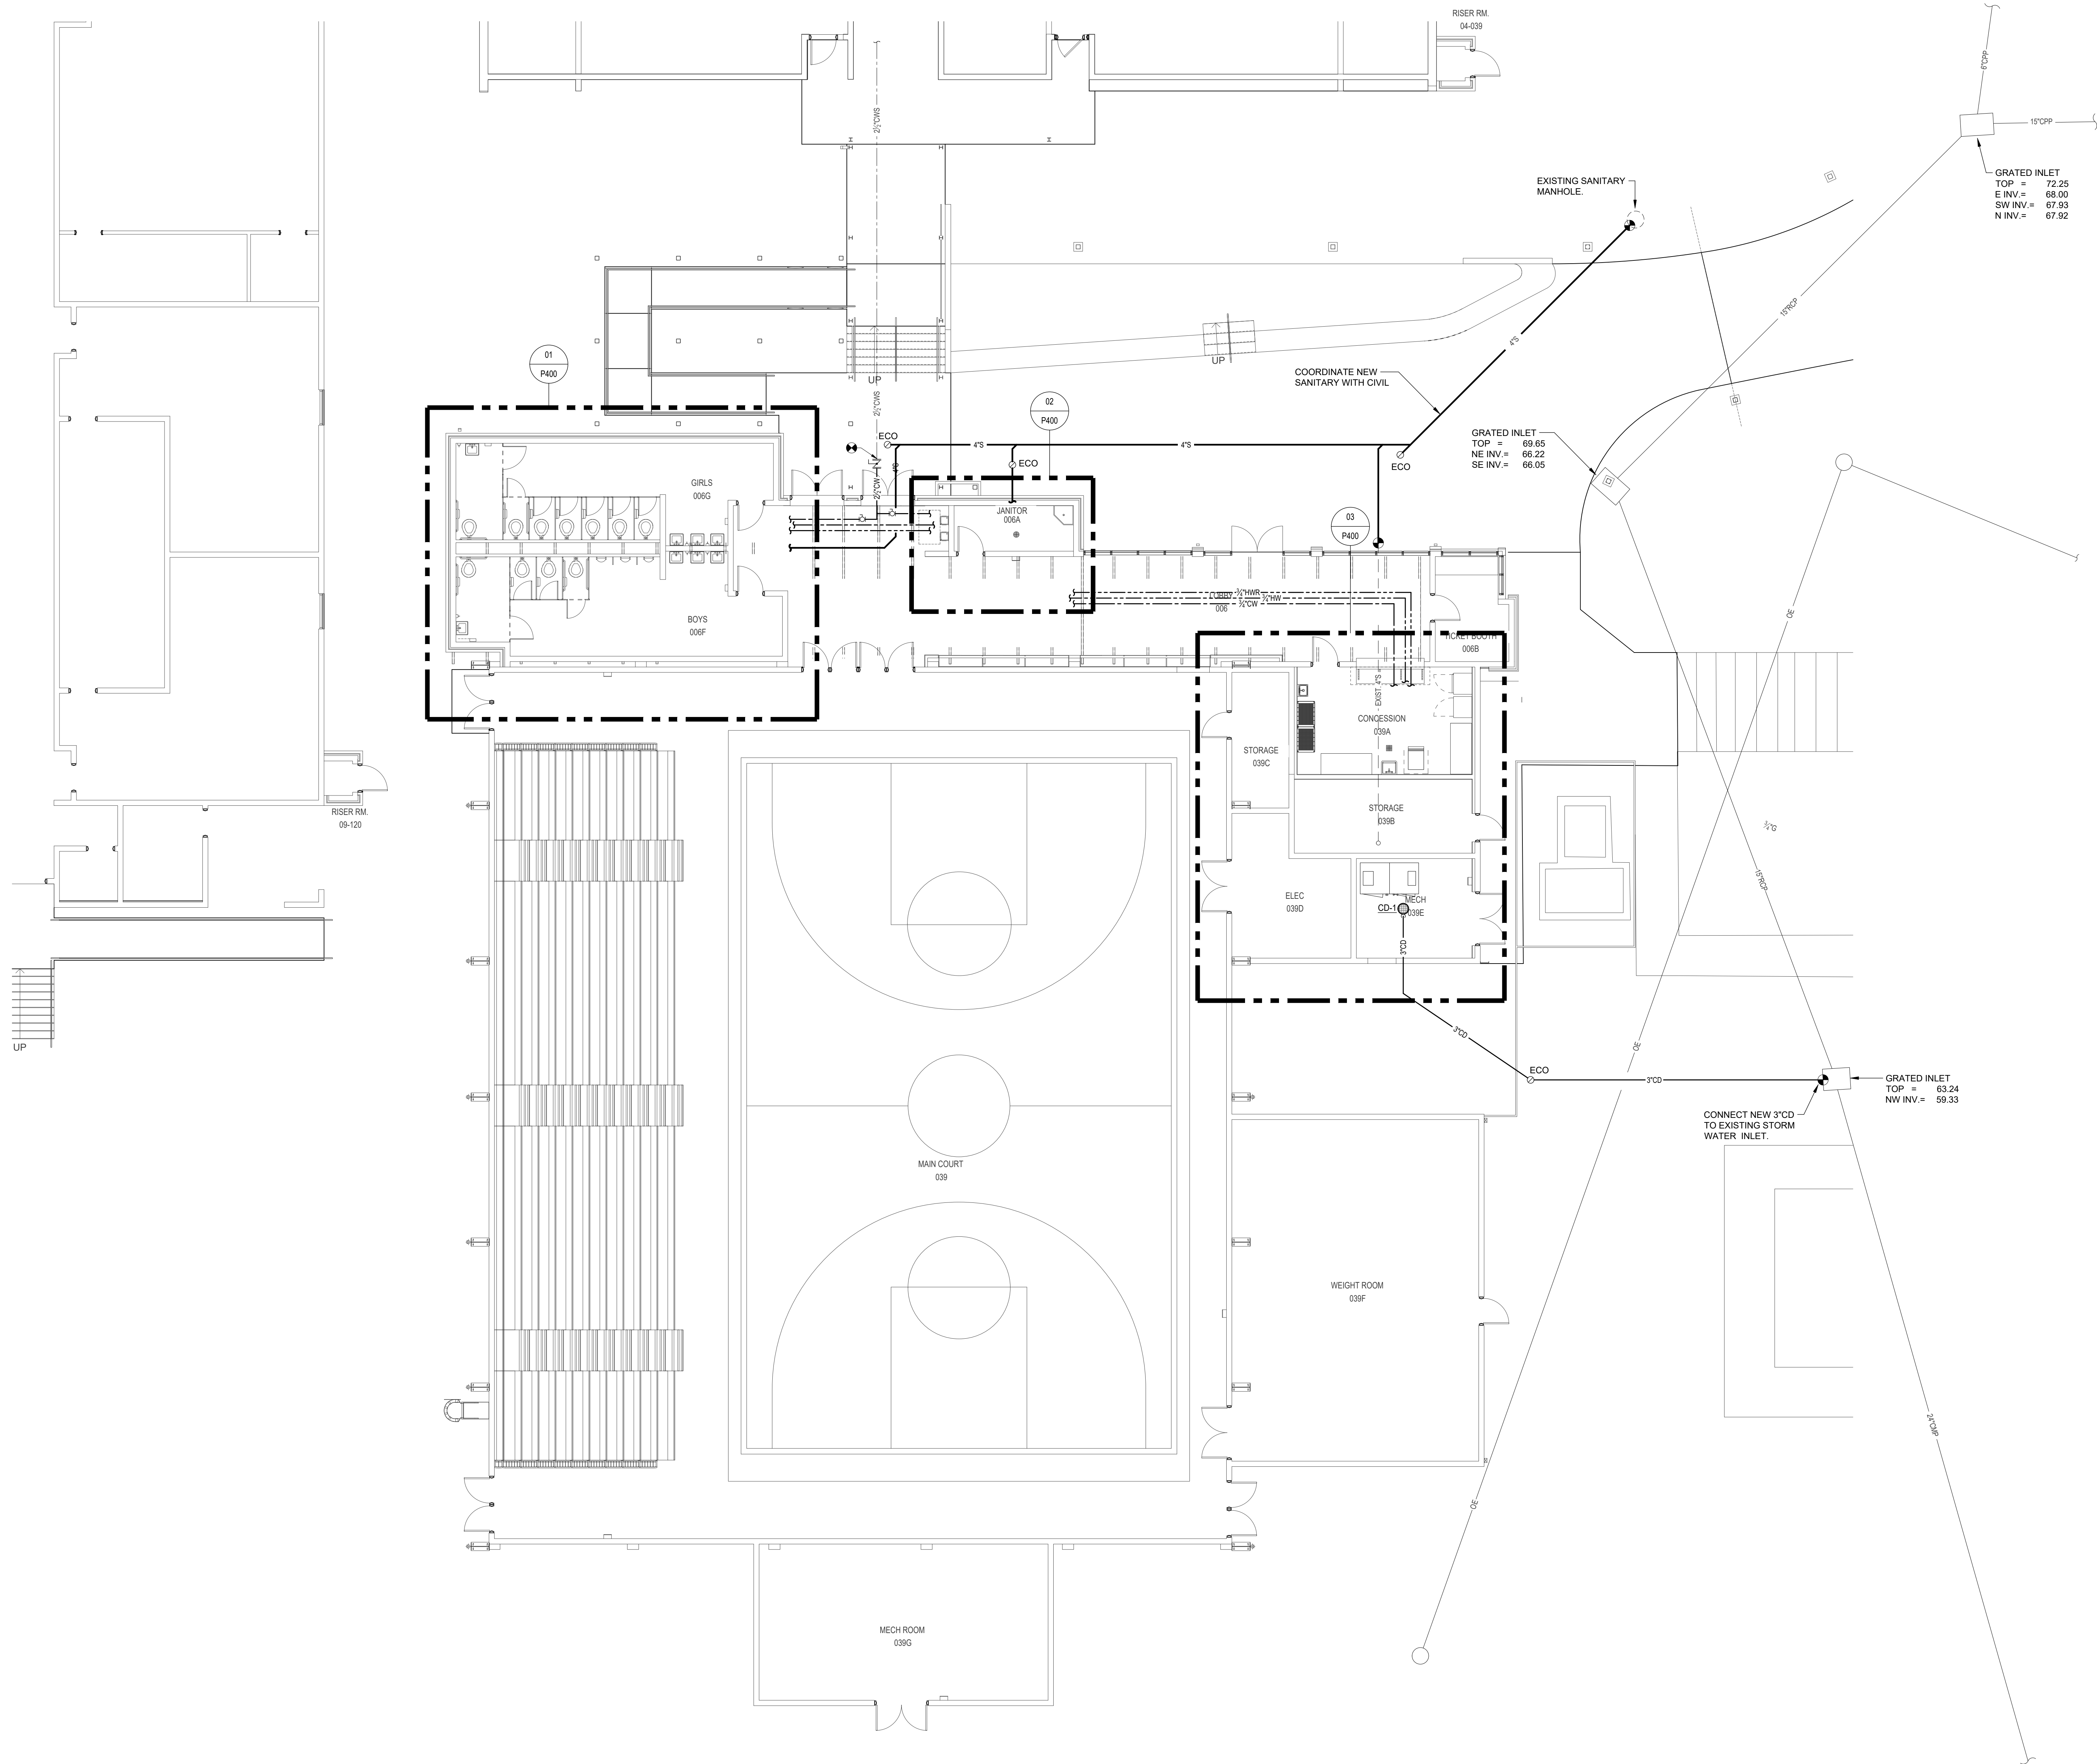 RISER RM.
04-039
6"CPP
15"CPP
GRATED INLET
TOP = 72.25
E INV.= 68.00
SW INV.= 67.93
N INV.= 67.92
2½"CWS
EXISTING SANITARY
MANHOLE.
15"RCP
4"S
UP
UP
01
P400
2½"CWS
02
P400
COORDINATE NEW
SANITARY WITH CIVIL
GRATED INLET
TOP = 69.65
NE INV.= 66.22
SE INV.= 66.05
ECO
4"S
4"S
ECO
ECO
4"S
2½"CW
GIRLS
006G
JANITOR
006A
03
P400
BOYS
006F
LOBBY
006
¾"HWR
¾"HW
¾"CW
OE
TICKET BOOTH
006B
EXIST. 4"S
CONCESSION
039A
STORAGE
039C
STORAGE
039B
RISER RM.
09-120
¾"G
15"RCP
ELEC
039D
MECH
039E
CD-1
3"CD
3"CD
OE
UP
ECO
3"CD
GRATED INLET
TOP = 63.24
NW INV.= 59.33
CONNECT NEW 3"CD
TO EXISTING STORM
WATER INLET.
MAIN COURT
039
WEIGHT ROOM
039F
24"CMP
OE
MECH ROOM
039G